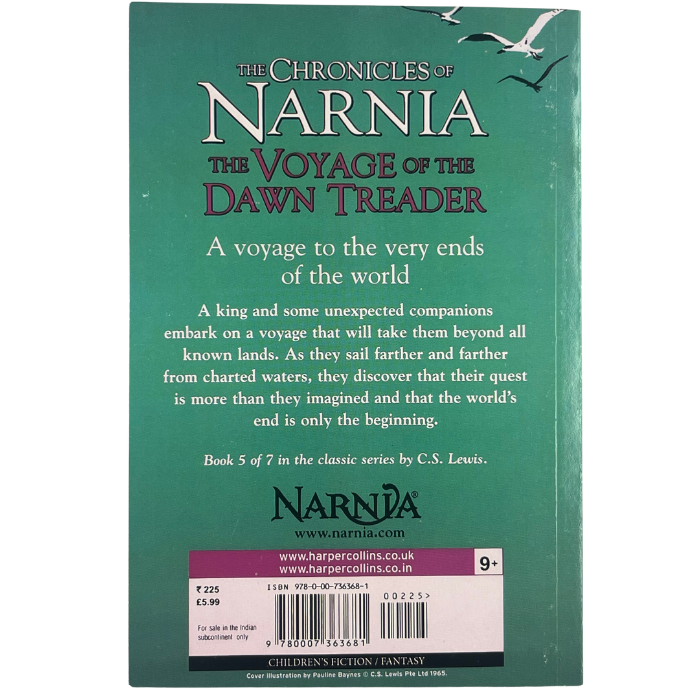 THE CHRONICLES OF
NARNIA
THE VOYAGE OF THE
DAWN TREADER
A voyage to the very ends
of the world
A king and some unexpected companions
embark on a voyage that will take them beyond all
known lands. As they sail farther and farther
from charted waters, they discover that their quest
is more than they imagined and that the world's
end is only the beginning.
Book 5 of 7 in the classic series by C.S. Lewis.
NARNIA®
www.narnia.com
www.harpercollins.co.uk
www.harpercollins.co.in
9+
₹ 225
£5.99
For sale in the Indian
subcontinent only
ISBN 978-0-00-736368-1
00225>
9 780007 363681
CHILDREN'S FICTION / FANTASY
Cover illustration by Pauline Baynes © C.S. Lewis Pte Ltd 1965.